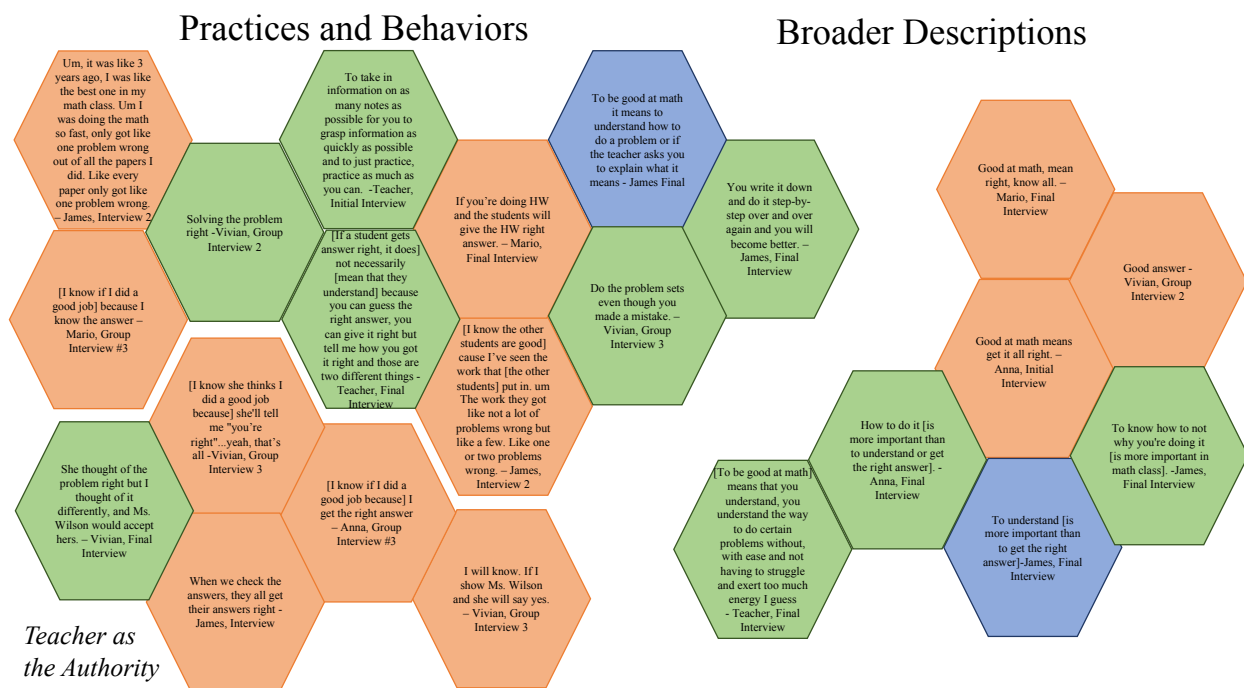 Practices and Behaviors
Broader Descriptions
Um, it was like 3
years ago, I was like
the best one in my
math class. Um I
was doing the math
so fast, only got like
one problem wrong
out of all the papers I
did. Like every
paper only got like
one problem wrong.
– James, Interview 2
Solving the problem
right -Vivian, Group
Interview 2
To take in
information on as
many notes as
possible for you to
grasp information as
quickly as possible
and to just practice,
practice as much as
you can.  -Teacher,
Initial Interview
If you're doing HW
and the students will
give the HW right
answer. – Mario,
Final Interview
To be good at math
it means to
understand how to
do a problem or if
the teacher asks you
to explain what it
means - James Final
You write it down
and do it step-by-
step over and over
again and you will
become better. –
James, Final
Interview
[I know if I did a
good job] because I
know the answer –
Mario, Group
Interview #3
[If a student gets
answer right, it does]
not necessarily
[mean that they
understand] because
you can guess the
right answer, you
can give it right but
tell me how you got
it right and those are
two different things -
Teacher, Final
Interview
Do the problem sets
even though you
made a mistake. –
Vivian, Group
Interview 3
[I know she thinks I
did a good job
because] she'll tell
me "you're
right"...yeah, that's
all -Vivian, Group
Interview 3
[I know the other
students are good]
cause I've seen the
work that [the other
students] put in. um
The work they got
like not a lot of
problems wrong but
like a few. Like one
or two problems
wrong. – James,
Interview 2
She thought of the
problem right but I
thought of it
differently, and Ms.
Wilson would accept
hers. – Vivian, Final
Interview
[I know if I did a
good job because] I
get the right answer
– Anna, Group
Interview #3
When we check the
answers, they all get
their answers right -
James, Interview
I will know. If I
show Ms. Wilson
and she will say yes.
– Vivian, Group
Interview 3
Teacher as
the Authority
Good at math, mean
right, know all. –
Mario, Final
Interview
Good answer -
Vivian, Group
Interview 2
Good at math means
get it all right. –
Anna, Initial
Interview
How to do it [is
more important than
to understand or get
the right answer]. -
Anna, Final
Interview
To know how to not
why you're doing it
[is more important in
math class]. -James,
Final Interview
[To be good at math]
means that you
understand, you
understand the way
to do certain
problems without,
with ease and not
having to struggle
and exert too much
energy I guess
- Teacher, Final
Interview
To understand [is
more important than
to get the right
answer]-James, Final
Interview